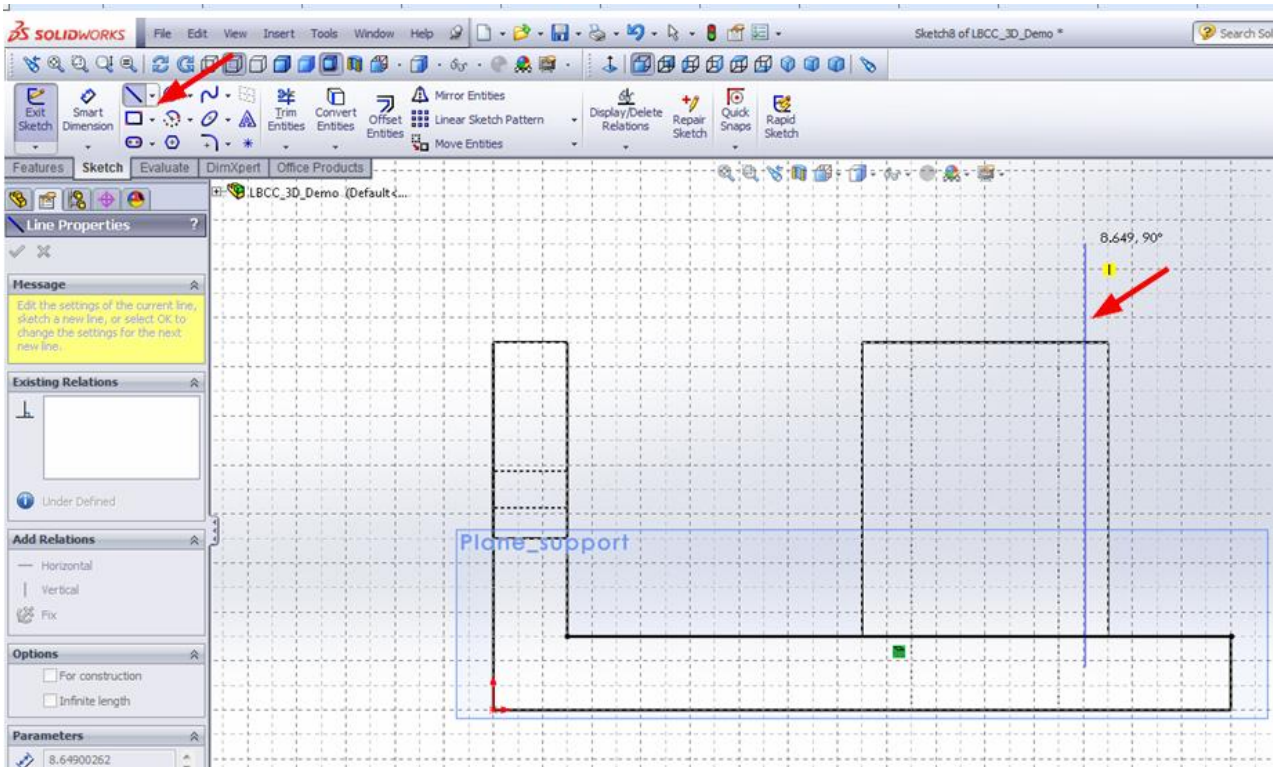 SOLIDWORKS File Edit View Insert Tools Window Help
Sketch8 of LBCC_3D_Demo *
Search Sol
Exit Sketch
Smart Dimension
Trim Entities
Convert Entities
Offset Entities
Mirror Entities
Linear Sketch Pattern
Move Entities
Display/Delete Relations
Repair Sketch
Quick Snaps
Rapid Sketch
Features Sketch Evaluate DimXpert Office Products
LBCC_3D_Demo (Default<...
Line Properties ?
Message
Edit the settings of the current line,
sketch a new line, or select OK to
change the settings for the next
new line.
Existing Relations
Under Defined
Add Relations
Horizontal
Vertical
Fix
Options
For construction
Infinite length
Parameters
8.64900262
8.649, 90°
Plane_support